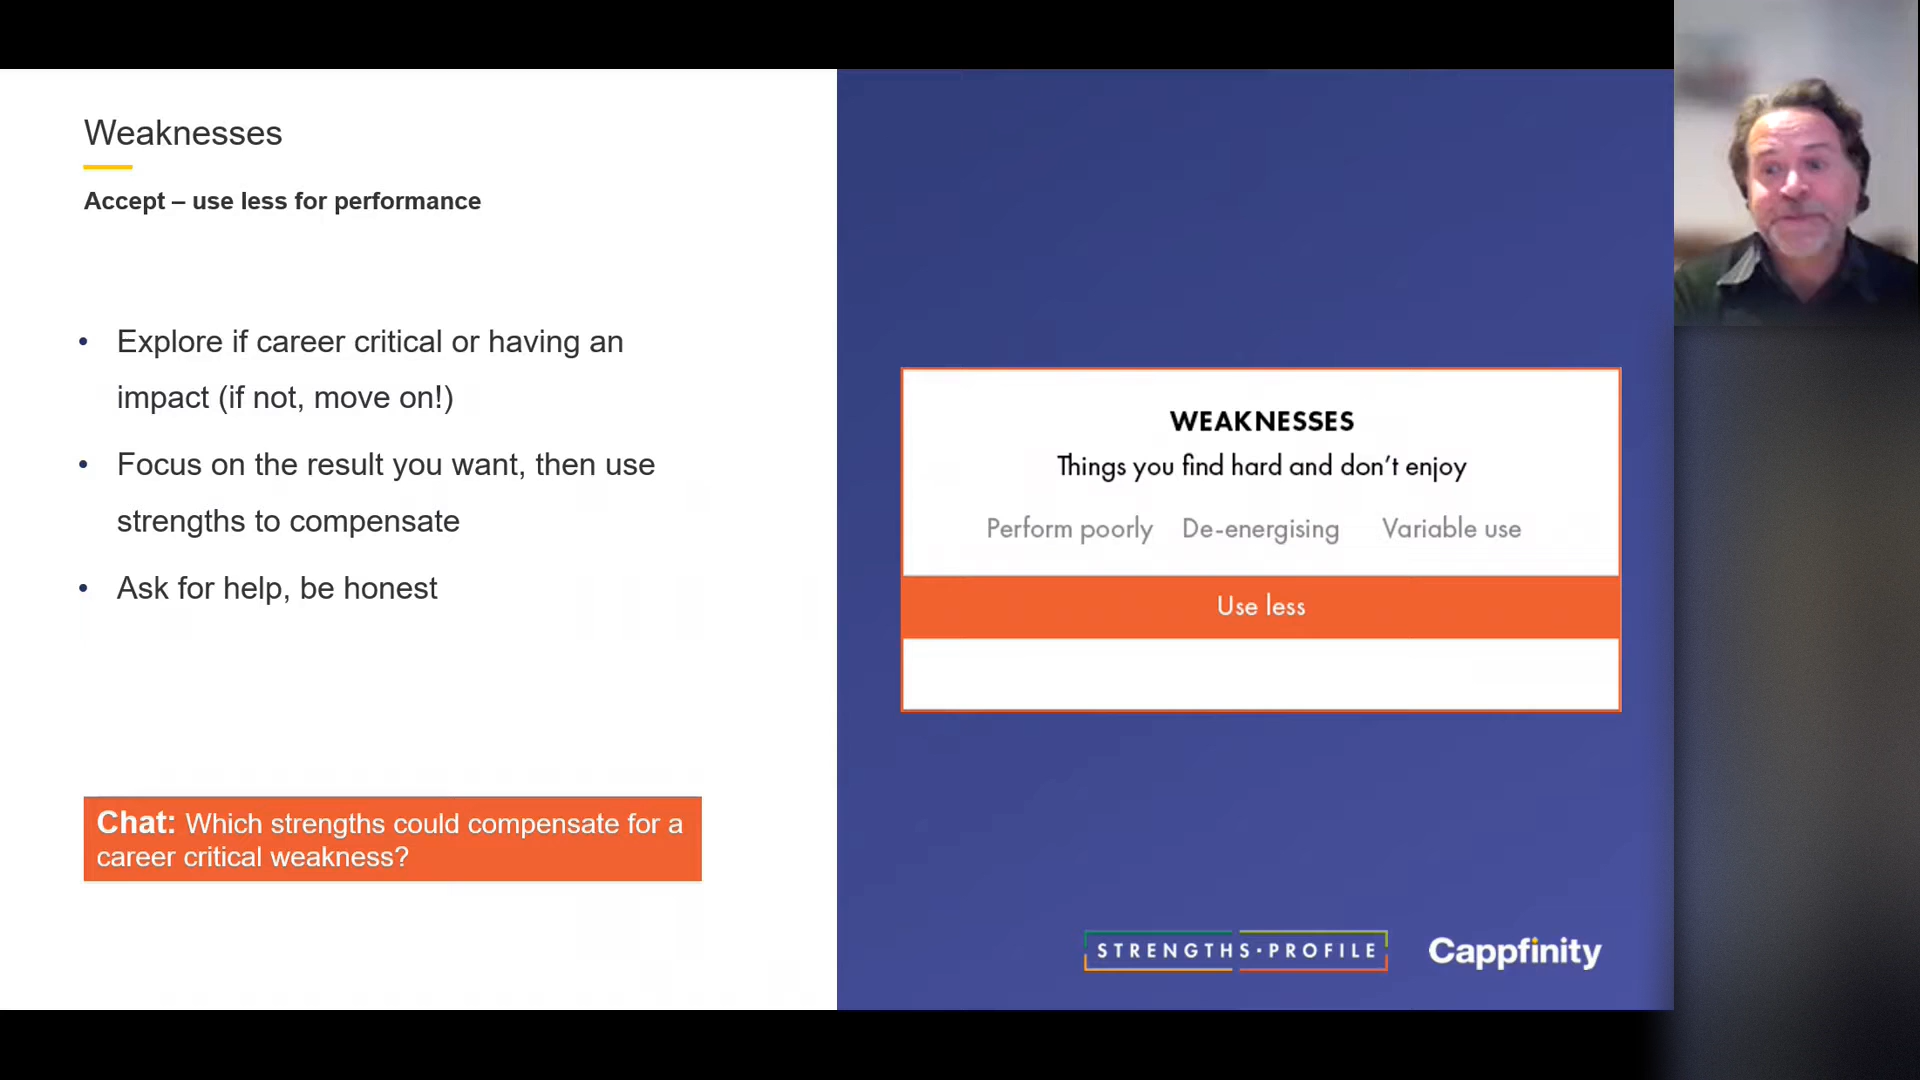 Weaknesses
Accept – use less for performance
• Explore if career critical or having an
impact (if not, move on!)
• Focus on the result you want, then use
strengths to compensate
• Ask for help, be honest
Chat: Which strengths could compensate for a
career critical weakness?
WEAKNESSES
Things you find hard and don’t enjoy
Perform poorly De-energising Variable use
Use less
STRENGTHS·PROFILE
Cappfinity